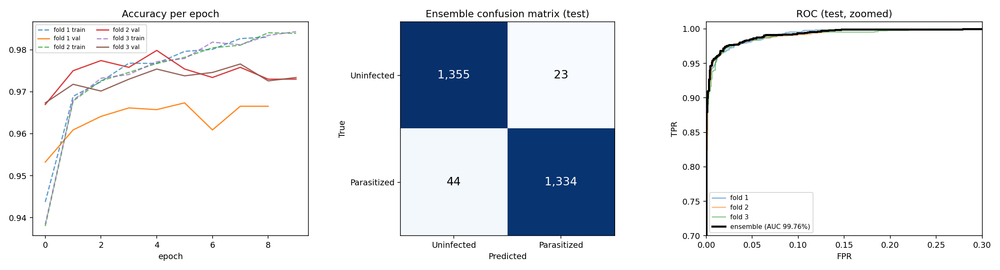 Accuracy per epoch
fold 1 train
fold 1 val
fold 2 train
fold 2 val
fold 3 train
fold 3 val
0.98
0.97
0.96
0.95
0.94
0 2 4 6 8
epoch
Ensemble confusion matrix (test)
True
Uninfected
Parasitized
1,355 23
44 1,334
Uninfected Parasitized
Predicted
ROC (test, zoomed)
TPR
1.00
0.95
0.90
0.85
0.80
0.75
0.70
fold 1
fold 2
fold 3
ensemble (AUC 99.76%)
0.00 0.05 0.10 0.15 0.20 0.25 0.30
FPR